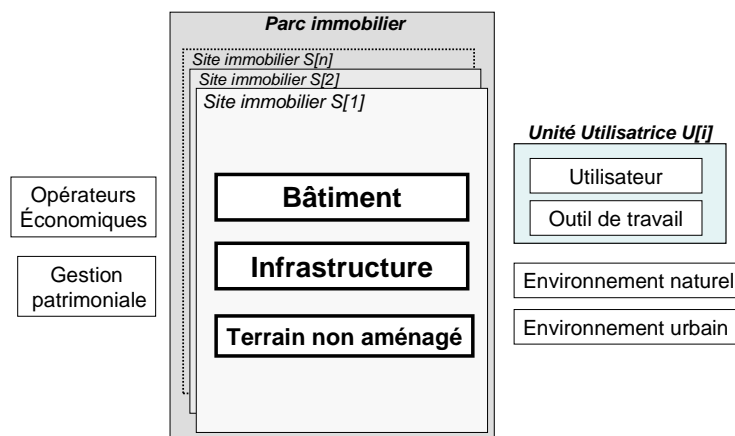 Parc immobilier
Site immobilier S[n]
Site immobilier S[2]
Site immobilier S[1]
Bâtiment
Infrastructure
Terrain non aménagé
Opérateurs
Économiques
Gestion
patrimoniale
Unité Utilisatrice U[i]
Utilisateur
Outil de travail
Environnement naturel
Environnement urbain